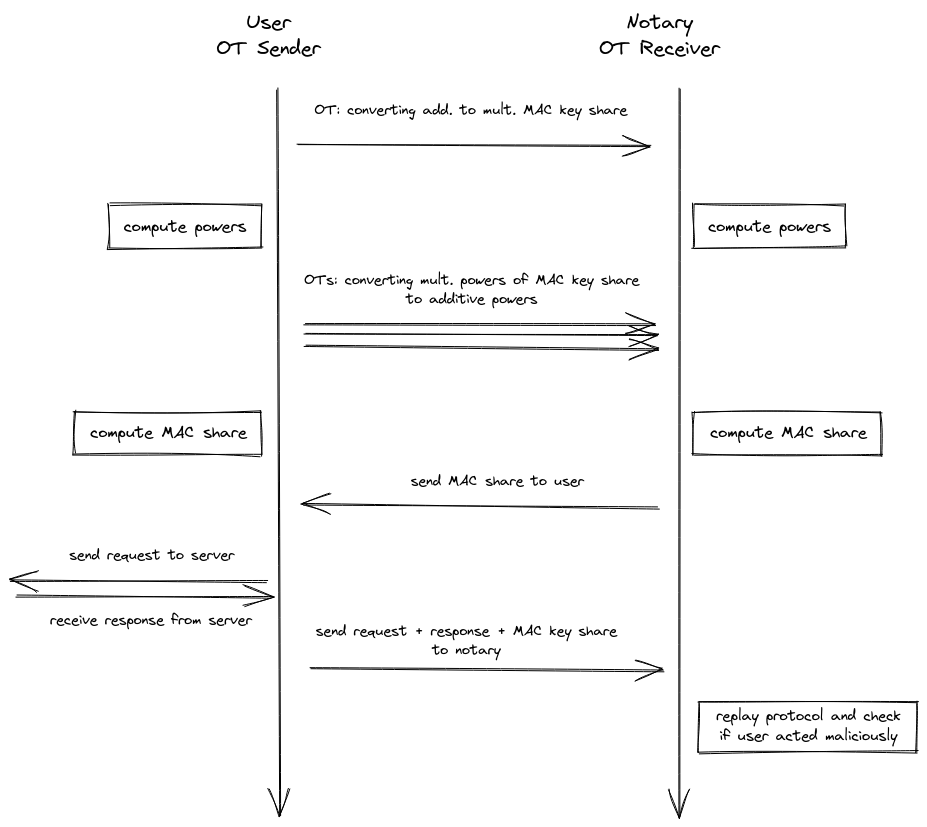 User
OT Sender
Notary
OT Receiver
OT: converting add. to mult. MAC key share
compute powers
compute powers
OTs: converting mult. powers of MAC key share
to additive powers
compute MAC share
compute MAC share
send MAC share to user
send request to server
receive response from server
send request + response + MAC key share
to notary
replay protocol and check
if user acted maliciously